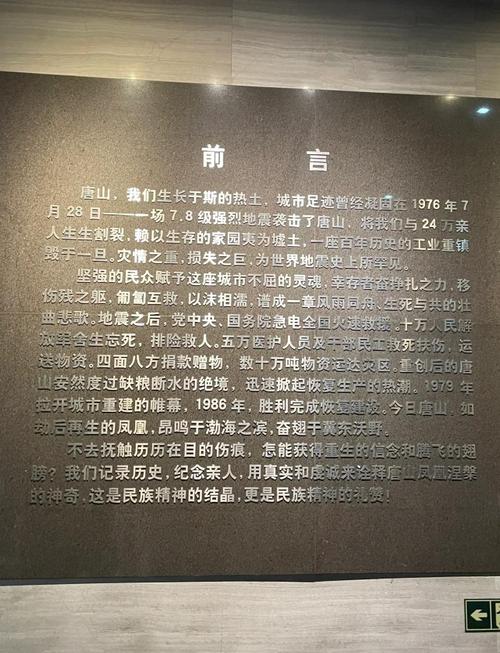 前言
唐山，我们生长于斯的热土，城市足迹曾经凝固在1976年7
月28日——一场7.8级强烈地震袭击了唐山，将我们与24万亲
人生生割裂，赖以生存的家园夷为墟土，一座百年历史的工业重镇
毁于一旦。灾情之重，损失之巨，为世界地震史上所罕见。
坚强的民众赋予这座城市不屈的灵魂，幸存者奋挣扎之力，移
伤残之躯，匍匐互救，以沫相濡，谱成一章风雨同舟、生死与共的壮
曲悲歌。地震之后，党中央、国务院急电全国火速救援。十万人民解
放军舍生忘死，排险救人。五万医护人员及干部民工救死扶伤，运
送物资。四面八方捐款赠物，数十万吨物资运达灾区。重创后的唐
山安然度过缺粮断水的绝境，迅速掀起恢复生产的热潮。1979年
拉开城市重建的帷幕，1986年，胜利完成恢复建设。今日唐山，如
劫后再生的凤凰，昂鸣于渤海之滨，奋翅于冀东沃野。
不去抚触历历在目的伤痕，怎能获得重生的信念和腾飞的翅
膀？我们记录历史，纪念亲人，用真实和虔诚来诠释唐山凤凰涅槃
的神奇，这是民族精神的结晶，更是民族精神的礼赞！